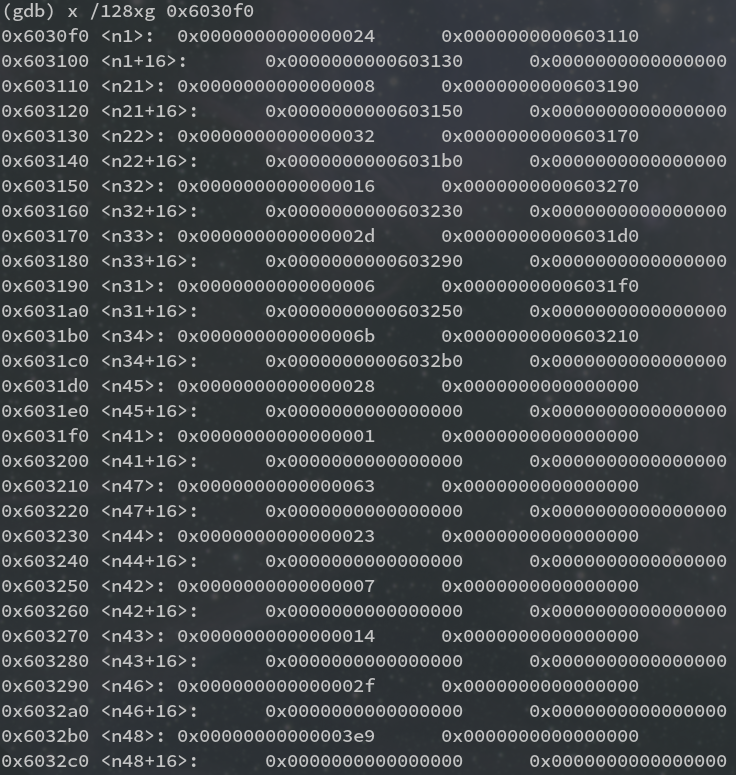 (gdb) x /128xg 0x6030f0
0x6030f0 <n1>: 0x0000000000000024 0x0000000000603110
0x603100 <n1+16>: 0x0000000000603130 0x0000000000000000
0x603110 <n21>: 0x0000000000000008 0x0000000000603190
0x603120 <n21+16>: 0x0000000000603150 0x0000000000000000
0x603130 <n22>: 0x0000000000000032 0x0000000000603170
0x603140 <n22+16>: 0x00000000006031b0 0x0000000000000000
0x603150 <n32>: 0x0000000000000016 0x0000000000603270
0x603160 <n32+16>: 0x0000000000603230 0x0000000000000000
0x603170 <n33>: 0x000000000000002d 0x00000000006031d0
0x603180 <n33+16>: 0x0000000000603290 0x0000000000000000
0x603190 <n31>: 0x0000000000000006 0x00000000006031f0
0x6031a0 <n31+16>: 0x0000000000603250 0x0000000000000000
0x6031b0 <n34>: 0x000000000000006b 0x0000000000603210
0x6031c0 <n34+16>: 0x00000000006032b0 0x0000000000000000
0x6031d0 <n45>: 0x0000000000000028 0x0000000000000000
0x6031e0 <n45+16>: 0x0000000000000000 0x0000000000000000
0x6031f0 <n41>: 0x0000000000000001 0x0000000000000000
0x603200 <n41+16>: 0x0000000000000000 0x0000000000000000
0x603210 <n47>: 0x0000000000000063 0x0000000000000000
0x603220 <n47+16>: 0x0000000000000000 0x0000000000000000
0x603230 <n44>: 0x0000000000000023 0x0000000000000000
0x603240 <n44+16>: 0x0000000000000000 0x0000000000000000
0x603250 <n42>: 0x0000000000000007 0x0000000000000000
0x603260 <n42+16>: 0x0000000000000000 0x0000000000000000
0x603270 <n43>: 0x0000000000000014 0x0000000000000000
0x603280 <n43+16>: 0x0000000000000000 0x0000000000000000
0x603290 <n46>: 0x000000000000002f 0x0000000000000000
0x6032a0 <n46+16>: 0x0000000000000000 0x0000000000000000
0x6032b0 <n48>: 0x00000000000003e9 0x0000000000000000
0x6032c0 <n48+16>: 0x0000000000000000 0x0000000000000000